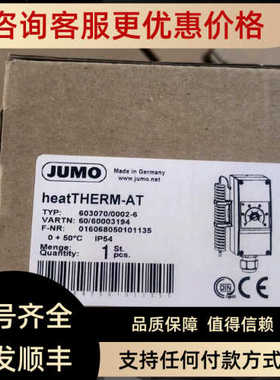 咨询客服更优惠价格
JUMO
Made in Germany
www.jumo.net
heatTHERM-AT
TYP: 603070/0002-6
VARTN: 60/60003194
F-NR: 016068050101135
0 + 50°C IP54
Menge:
Quantity: 1 St.
pcs.
DIN
号齐全
发顺丰
品质保障 值得信赖
支持任何付款方式